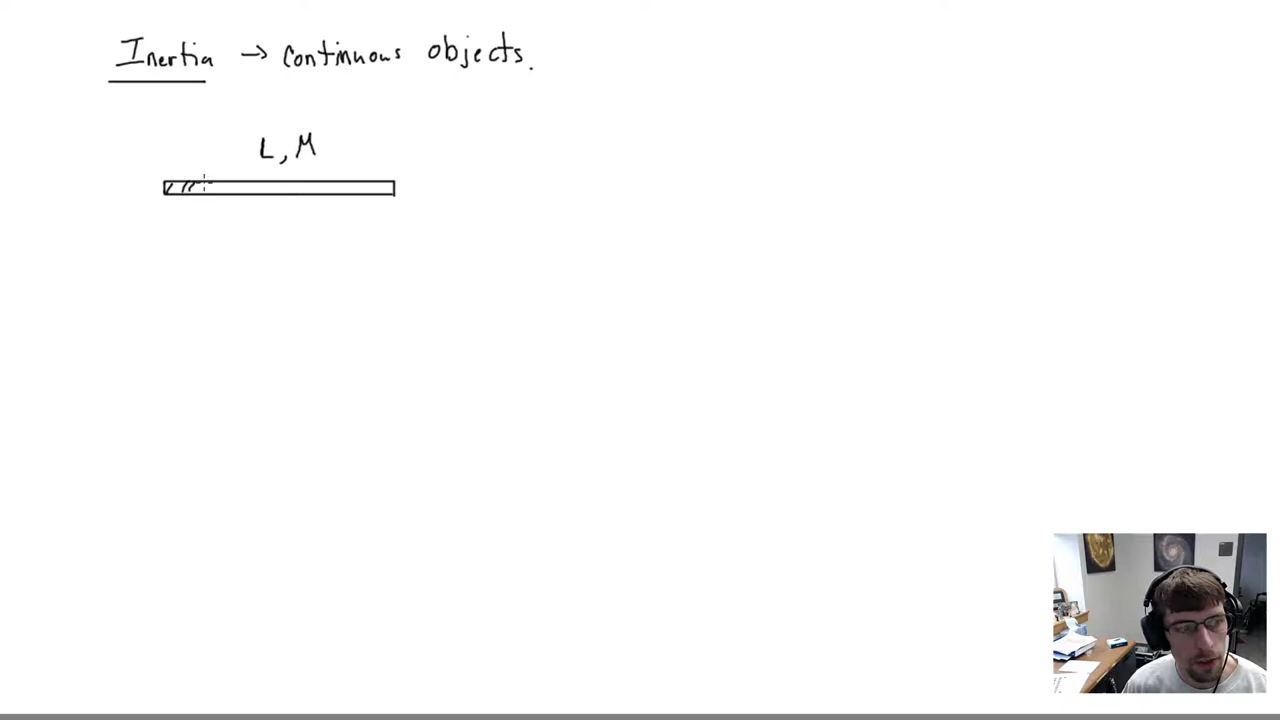 Inertia → continuous objects.
L, M